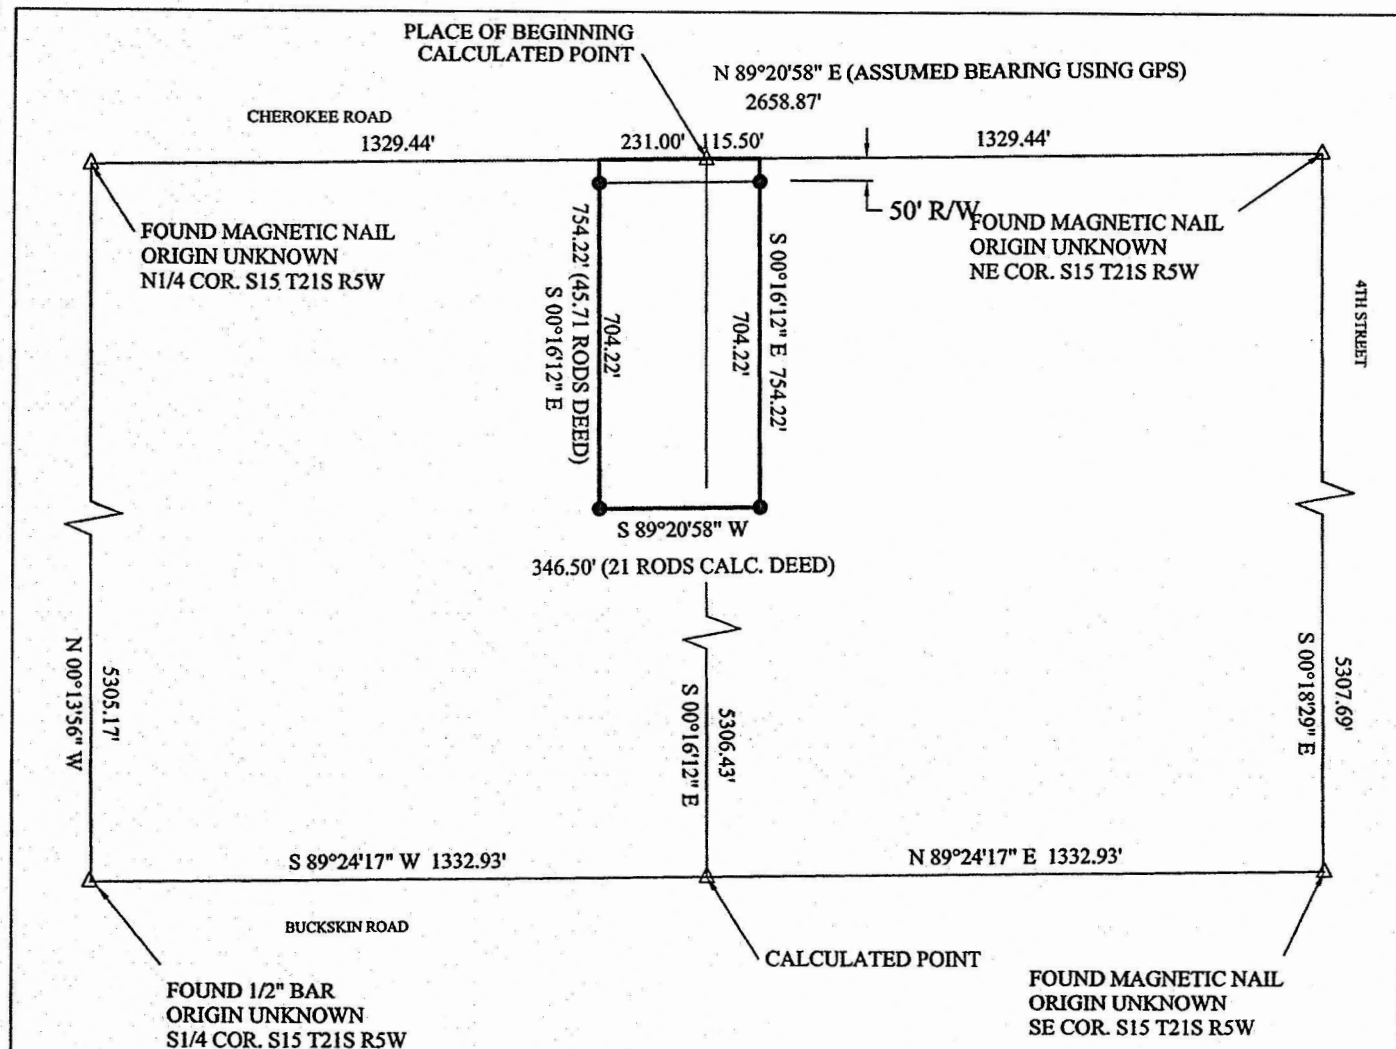 PLACE OF BEGINNING
CALCULATED POINT
N 89°20'58" E (ASSUMED BEARING USING GPS)
2658.87'
CHEROKEE ROAD
1329.44'
231.00'
115.50'
1329.44'
50' R/W
FOUND MAGNETIC NAIL
ORIGIN UNKNOWN
N1/4 COR. S15 T21S R5W
FOUND MAGNETIC NAIL
ORIGIN UNKNOWN
NE COR. S15 T21S R5W
4TH STREET
754.22' (45.71 RODS DEED)
S 00°16'12" E
704.22'
704.22'
S 00°16'12" E 754.22'
S 89°20'58" W
346.50' (21 RODS CALC. DEED)
5305.17'
N 00°13'56" W
5306.43'
S 00°16'12" E
5307.69'
S 00°18'29" E
S 89°24'17" W 1332.93'
N 89°24'17" E 1332.93'
BUCKSKIN ROAD
CALCULATED POINT
FOUND 1/2" BAR
ORIGIN UNKNOWN
S1/4 COR. S15 T21S R5W
FOUND MAGNETIC NAIL
ORIGIN UNKNOWN
SE COR. S15 T21S R5W